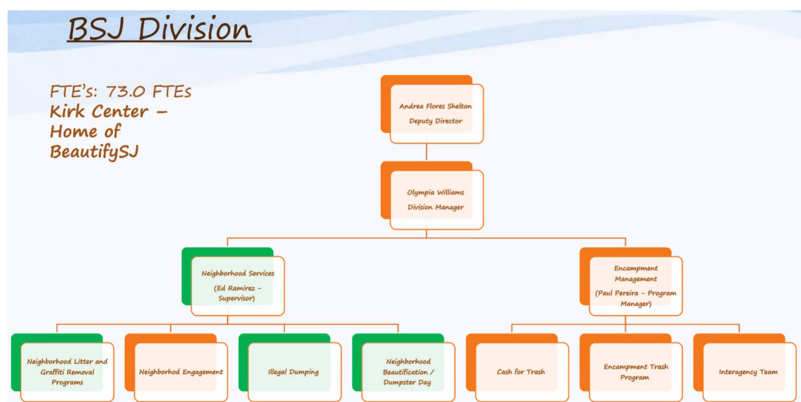 BSJ Division
FTE's: 73.0 FTEs
Kirk Center –
Home of
BeautifySJ
Andrea Flores Shelton
Deputy Director
Olympia Williams
Division Manager
Neighborhood Services
(Ed Ramirez -
Supervisor)
Encampment
Management
(Paul Pereira - Program
Manager)
Neighborhood Litter and
Graffiti Removal
Programs
Neighborhod Engagement
Illegal Dumping
Neighborhood
Beautification /
Dumpster Day
Cash for Trash
Encampment Trash
Program
Interagency Team